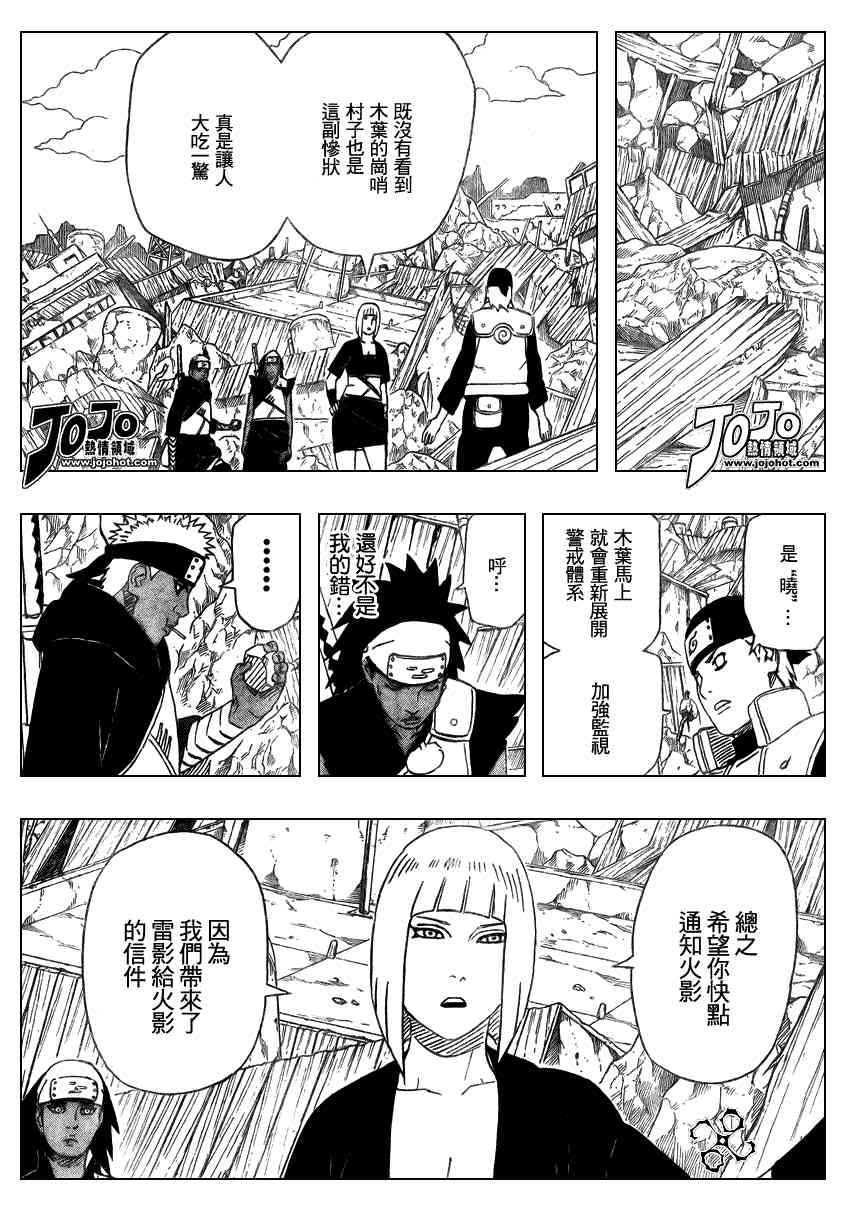 既沒有看到
木葉的崗哨
村子也是
這副慘狀
真是讓人
大吃一驚
JOJO
熱情領域
www.jojohot.com
JOJO
熱情領域
www.jojohot.com
是“曉”…
木葉馬上
就會重新展開
警戒體系
加強監視
呼…
還好不是
我的錯…
……
總之
希望你快點
通知火影
因為
我們帶來了
雷影給火影
的信件